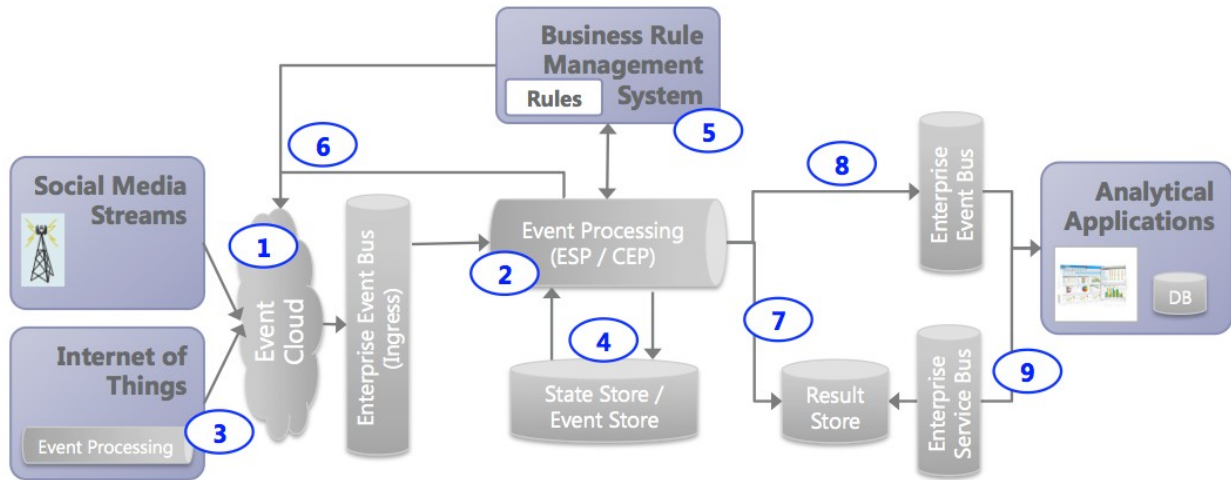 Business Rule
Management
System
Rules
5
6
8
Social Media
Streams
1
Event
Cloud
Enterprise Event Bus
(Ingress)
Event Processing
(ESP / CEP)
2
Enterprise
Event Bus
Analytical
Applications
DB
Internet of
Things
Event Processing
3
4
State Store /
Event Store
7
Result
Store
Enterprise
Service Bus
9